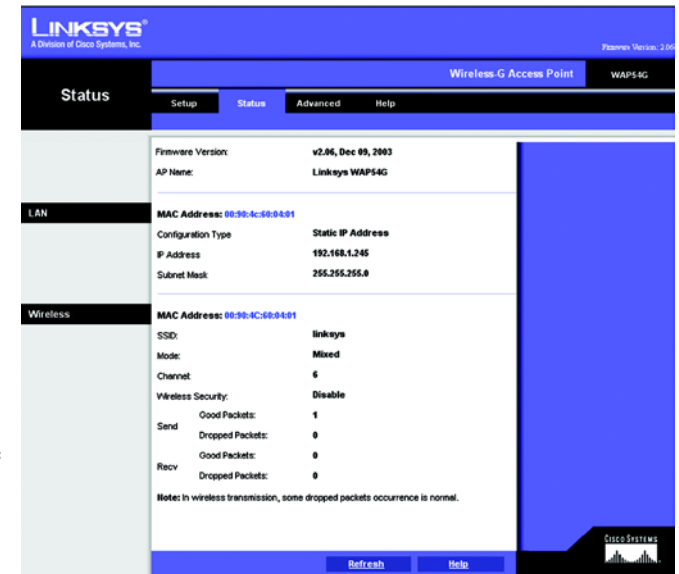 LINKSYS®
A Division of Cisco Systems, Inc.
Firmware Version: 2.06
Wireless-G Access Point WAP54G
Status
Setup Status Advanced Help
Firmware Version: v2.06, Dec 09, 2003
AP Name: Linksys WAP54G
LAN
MAC Address: 00:90:4c:60:04:01
Configuration Type Static IP Address
IP Address 192.168.1.245
Subnet Mask 255.255.255.0
Wireless
MAC Address: 00:90:4C:60:04:01
SSID: linksys
Mode: Mixed
Channel: 6
Wireless Security: Disable
Send
Good Packets: 1
Dropped Packets: 0
Recv
Good Packets: 0
Dropped Packets: 0
Note: In wireless transmission, some dropped packets occurrence is normal.
Refresh Help
CISCO SYSTEMS